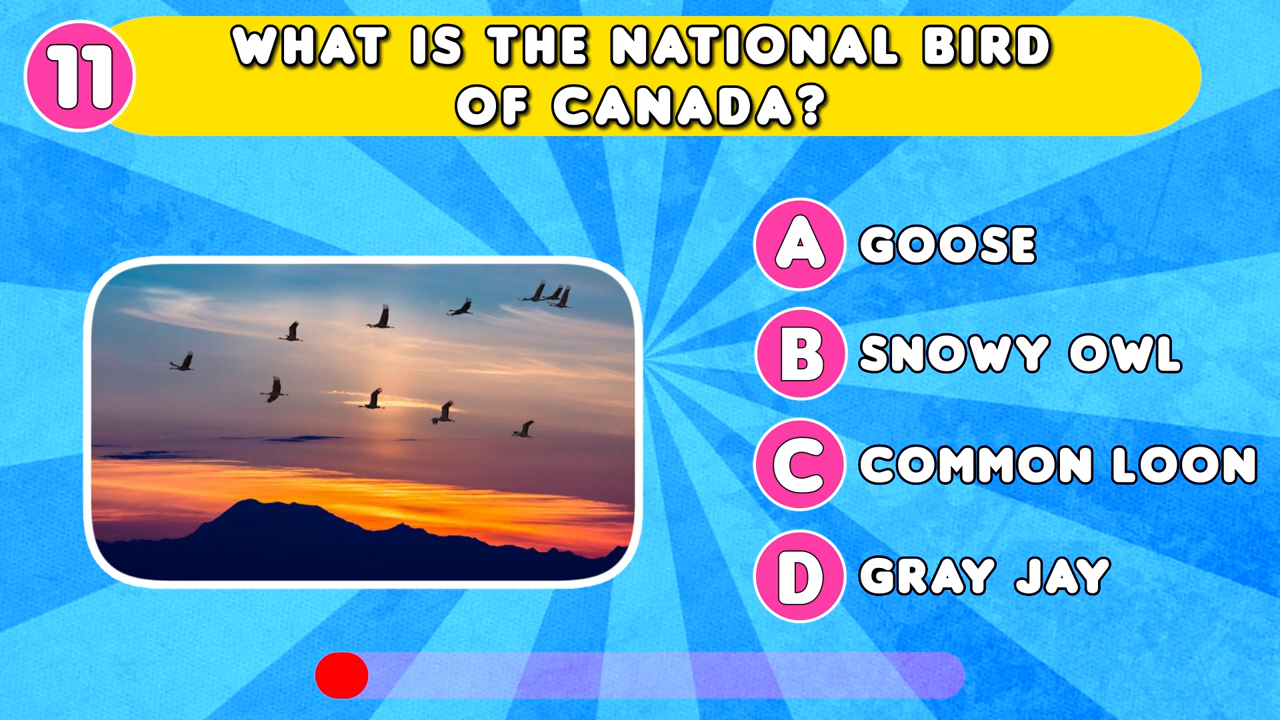 11
WHAT IS THE NATIONAL BIRD
OF CANADA?
A GOOSE
B SNOWY OWL
C COMMON LOON
D GRAY JAY